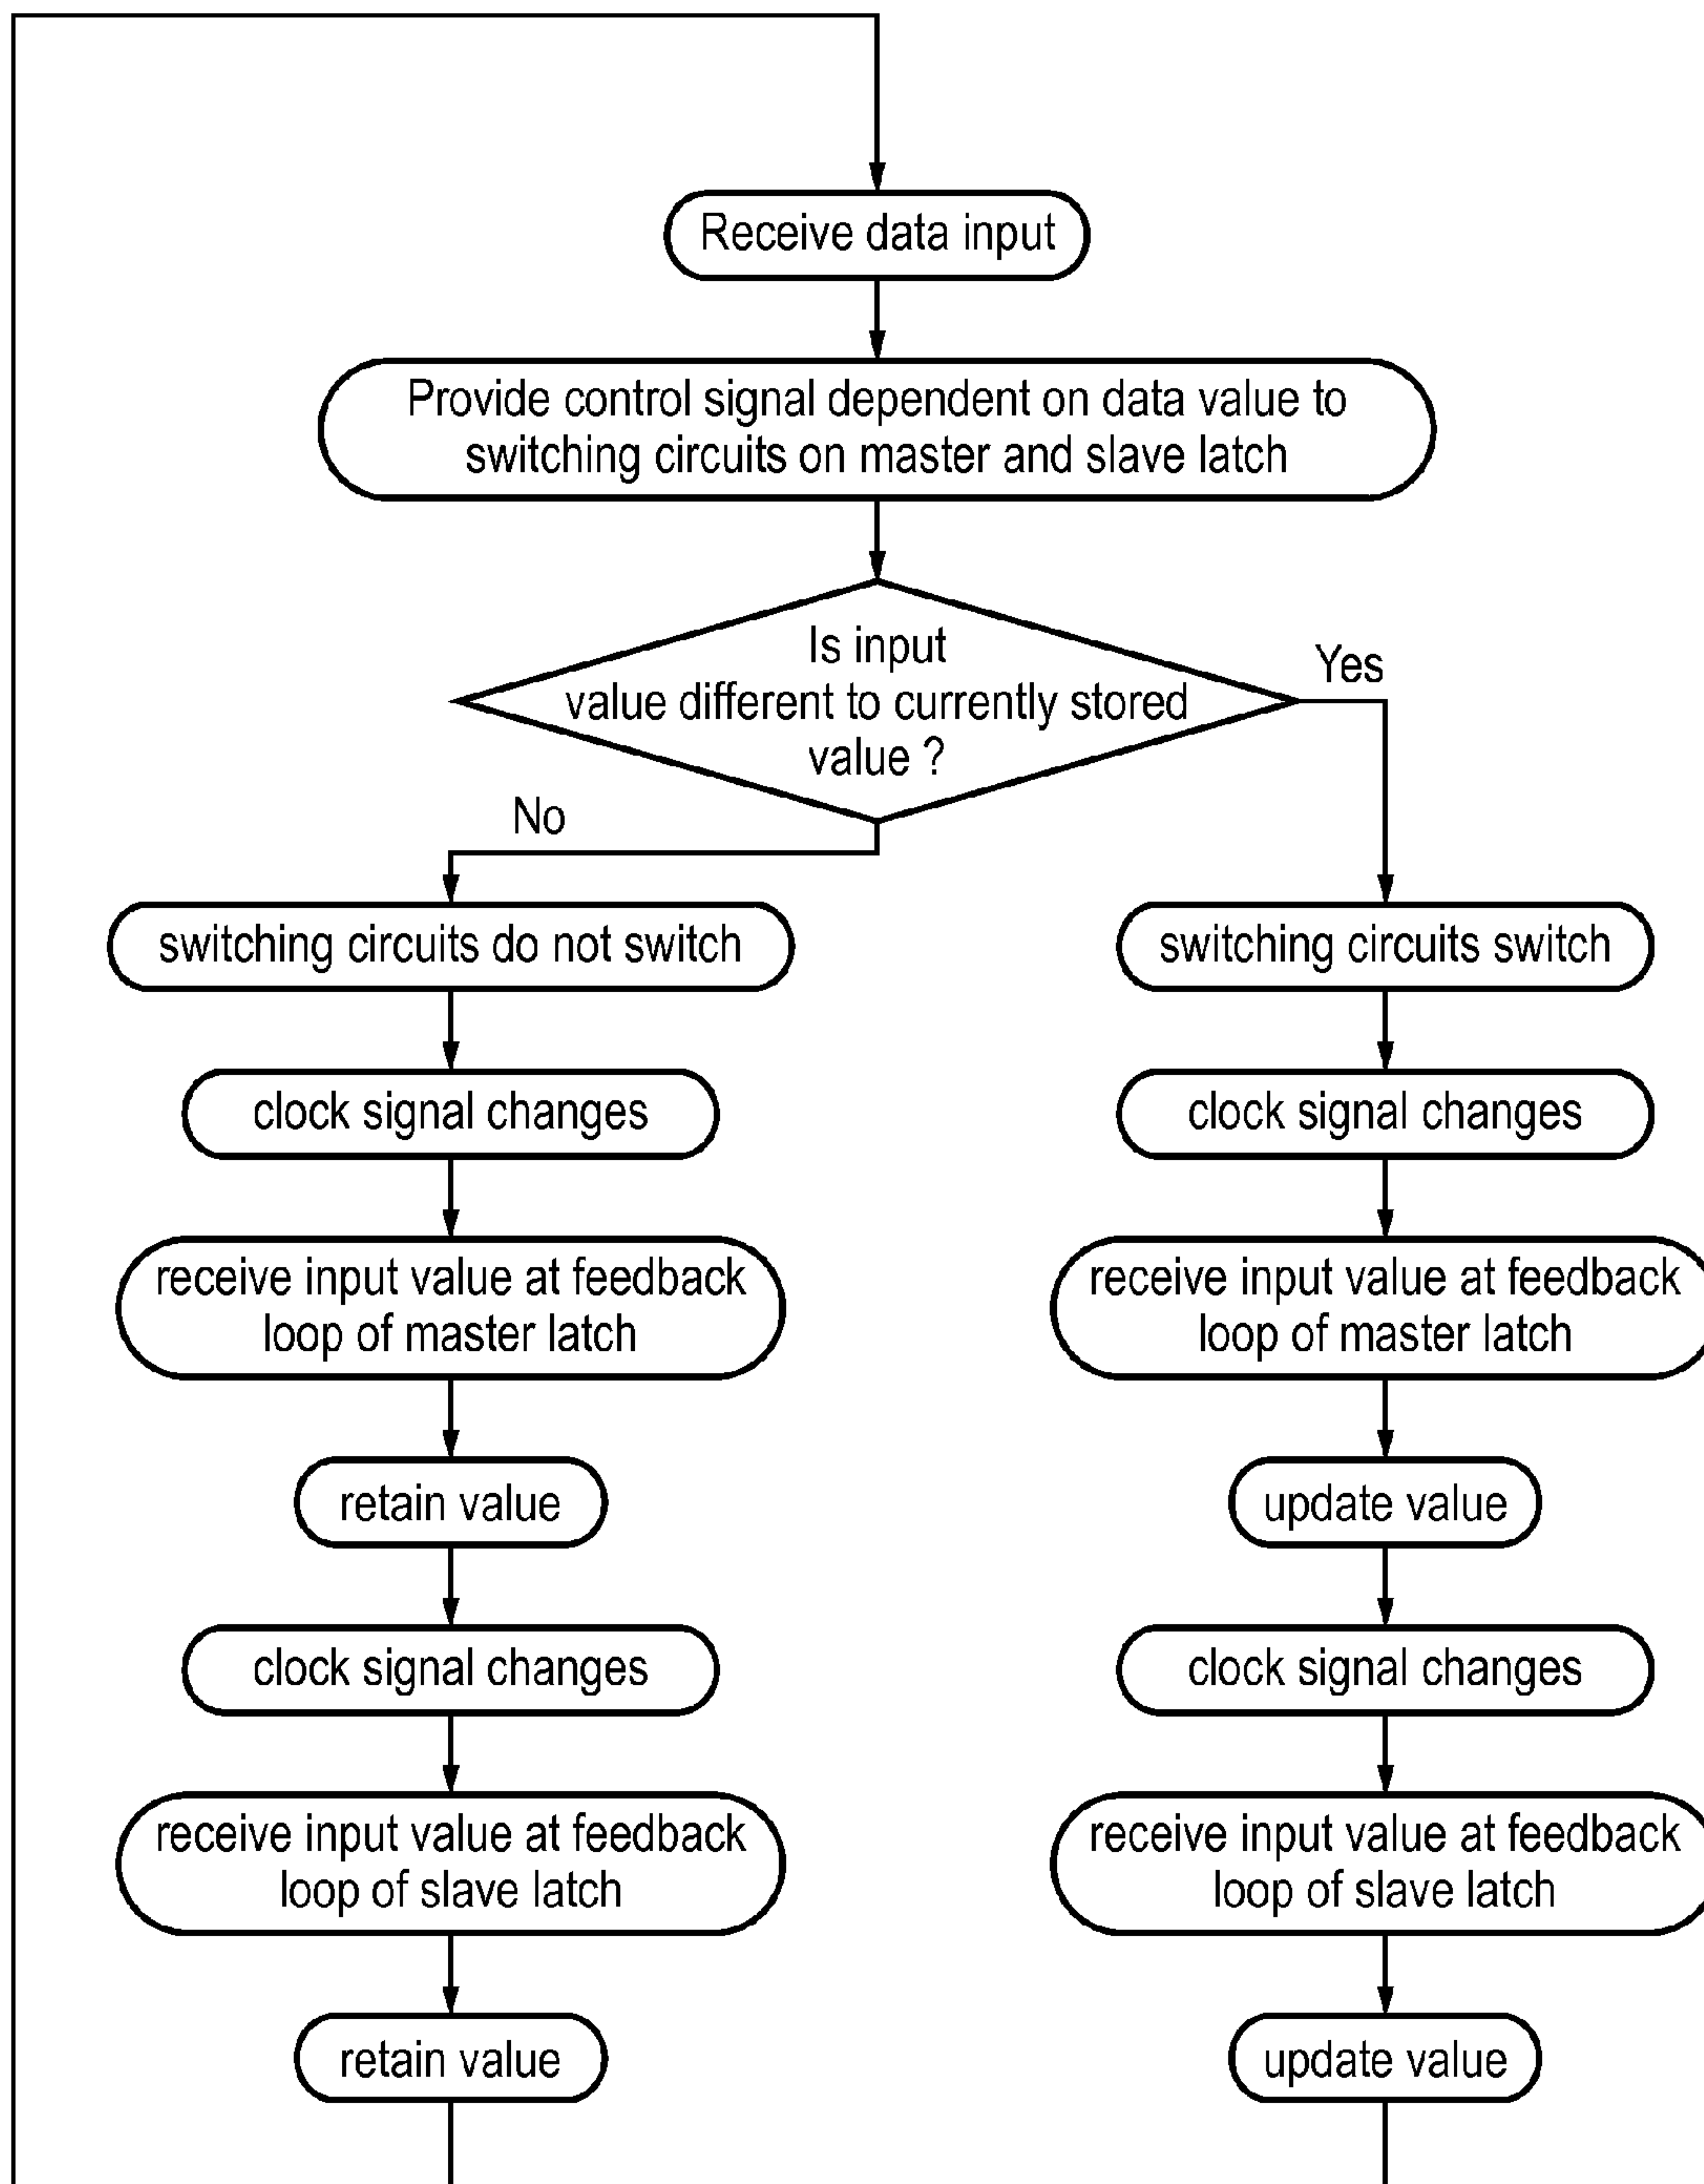 Receive data input
Provide control signal dependent on data value to
switching circuits on master and slave latch
Is input
value different to currently stored
value ?
Yes
No
switching circuits do not switch
clock signal changes
receive input value at feedback
loop of master latch
retain value
clock signal changes
receive input value at feedback
loop of slave latch
retain value
switching circuits switch
clock signal changes
receive input value at feedback
loop of master latch
update value
clock signal changes
receive input value at feedback
loop of slave latch
update value